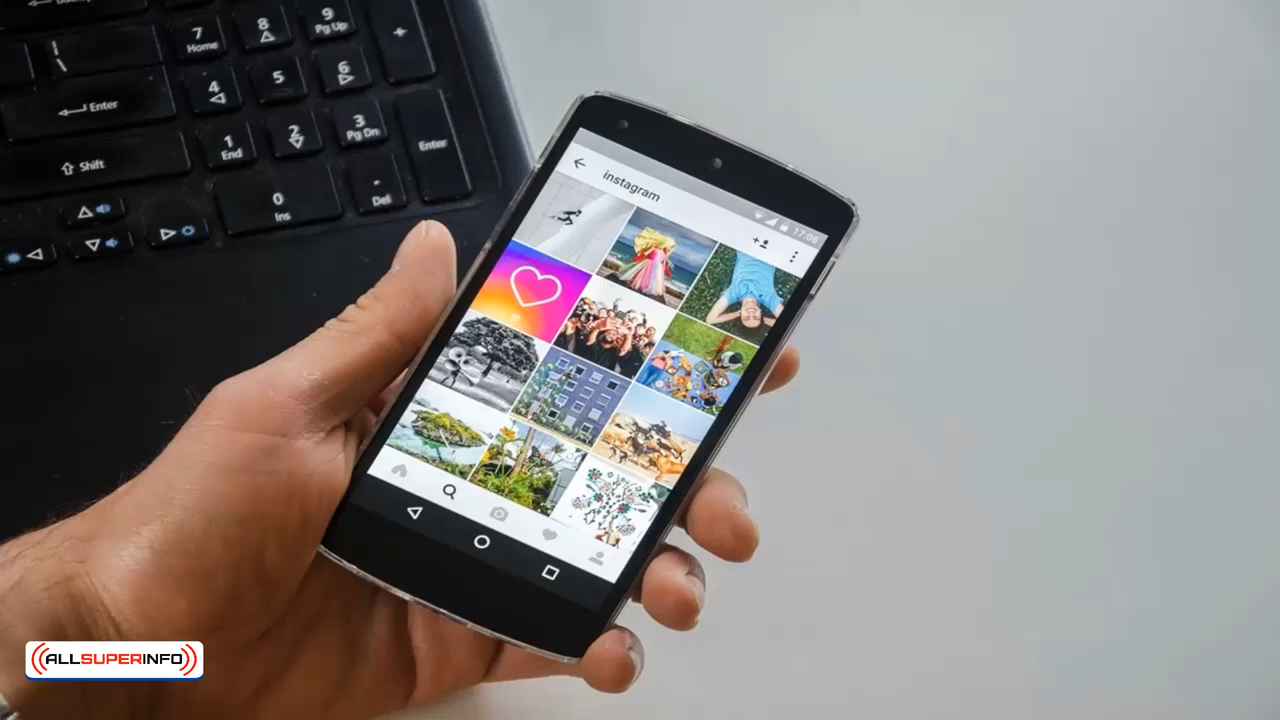 7
Home
8
9
Pg Up
+
\
4
5
6
Enter
Shift
1
End
2
3
Pg Dn
Enter
0
Ins
.
Del
instagram
17:08
ALLSUPERINFO